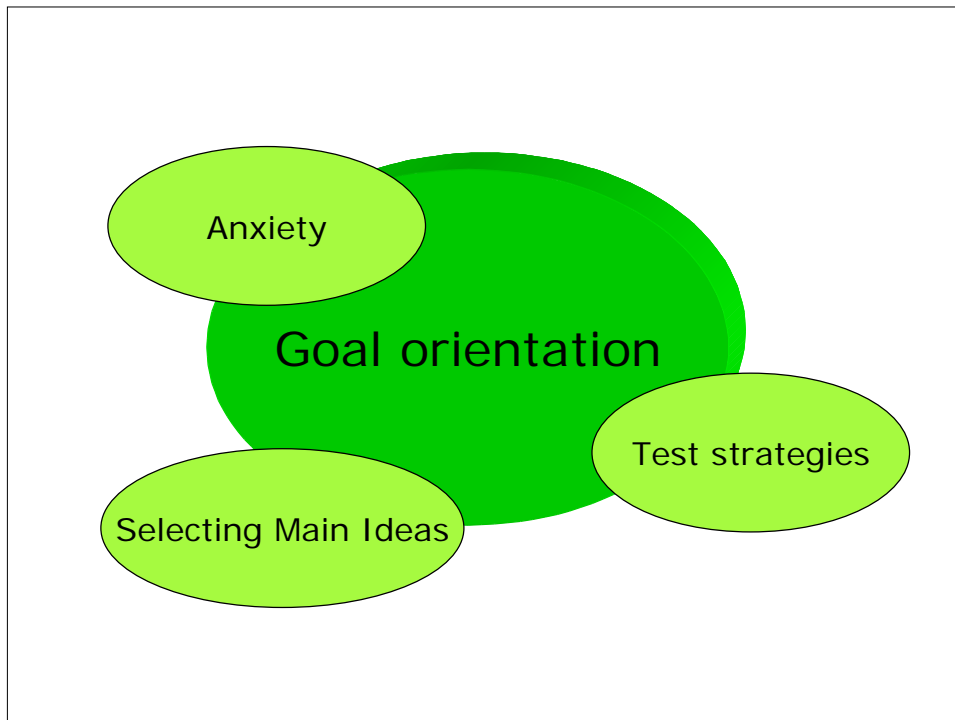 Anxiety
Goal orientation
Test strategies
Selecting Main Ideas